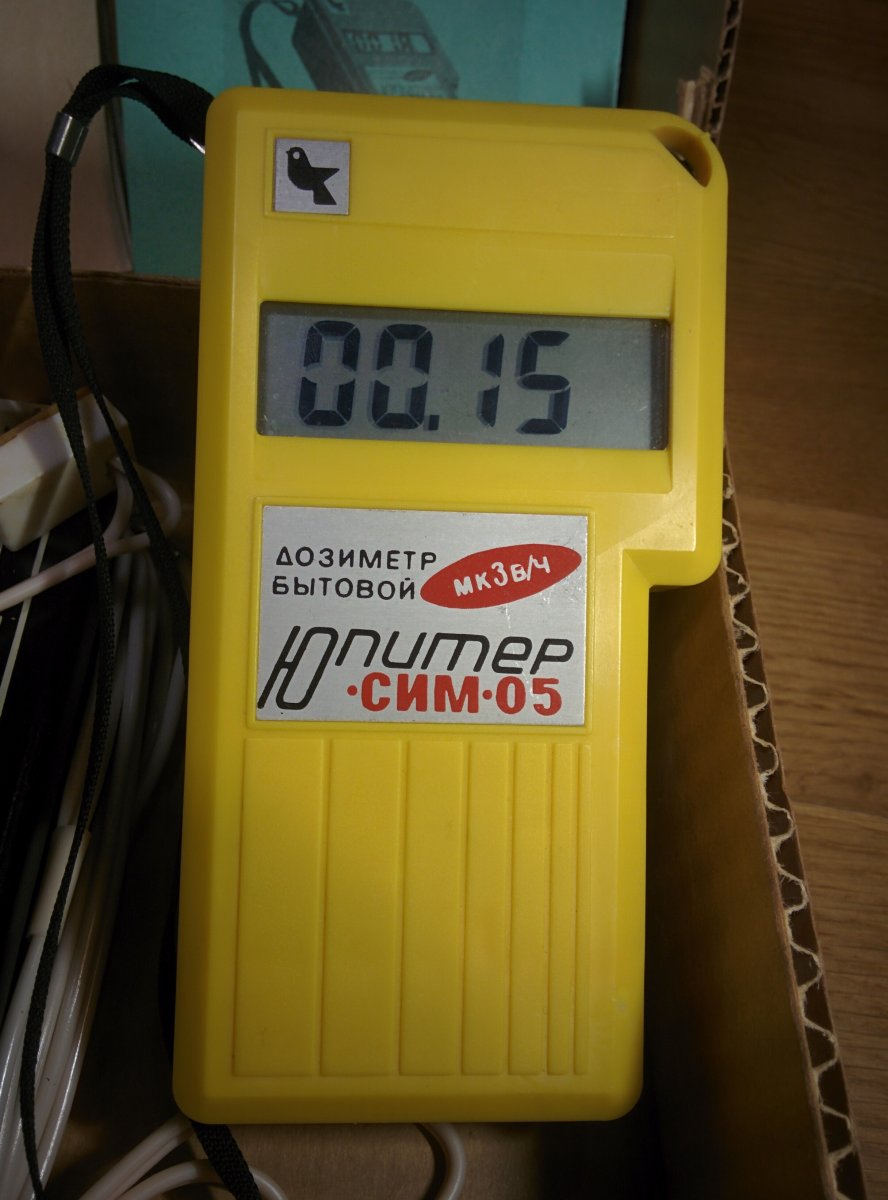 00.15
ДОЗИМЕТР
БЫТОВОЙ
мкЗв/ч
Юпитер
·СИМ·05